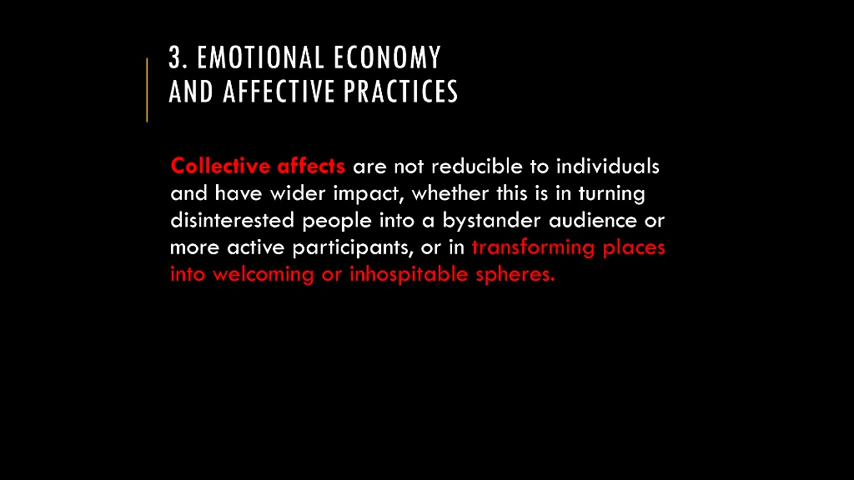 3. EMOTIONAL ECONOMY
AND AFFECTIVE PRACTICES
Collective affects are not reducible to individuals
and have wider impact, whether this is in turning
disinterested people into a bystander audience or
more active participants, or in transforming places
into welcoming or inhospitable spheres.